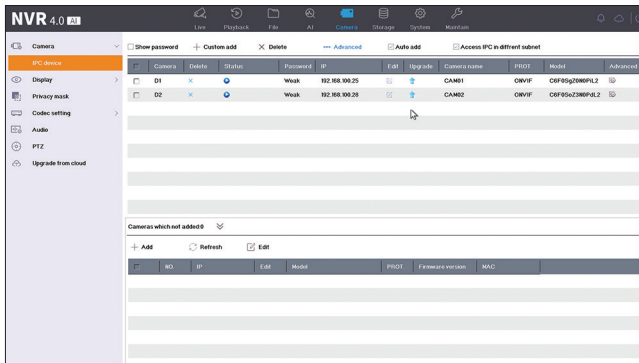 NVR 4.0 AI
Live Playback File AI Camera Storage System Maintain
Camera
IPC device
Display
Privacy mask
Codec setting
Audio
PTZ
Upgrade from cloud
Show password Custom add Delete Advanced Auto add Access IPC in diffrent subnet
Camera Delete Status Password IP Edit Upgrade Camera name PROT Model Advanced
D1 Weak 192.168.100.25 CAM01 ONVIF
D2 Weak 192.168.100.28 CAM02 ONVIF
Cameras which not added:0
Add Refresh Edit
NO IP Edit Model PROT Firmware version MAC